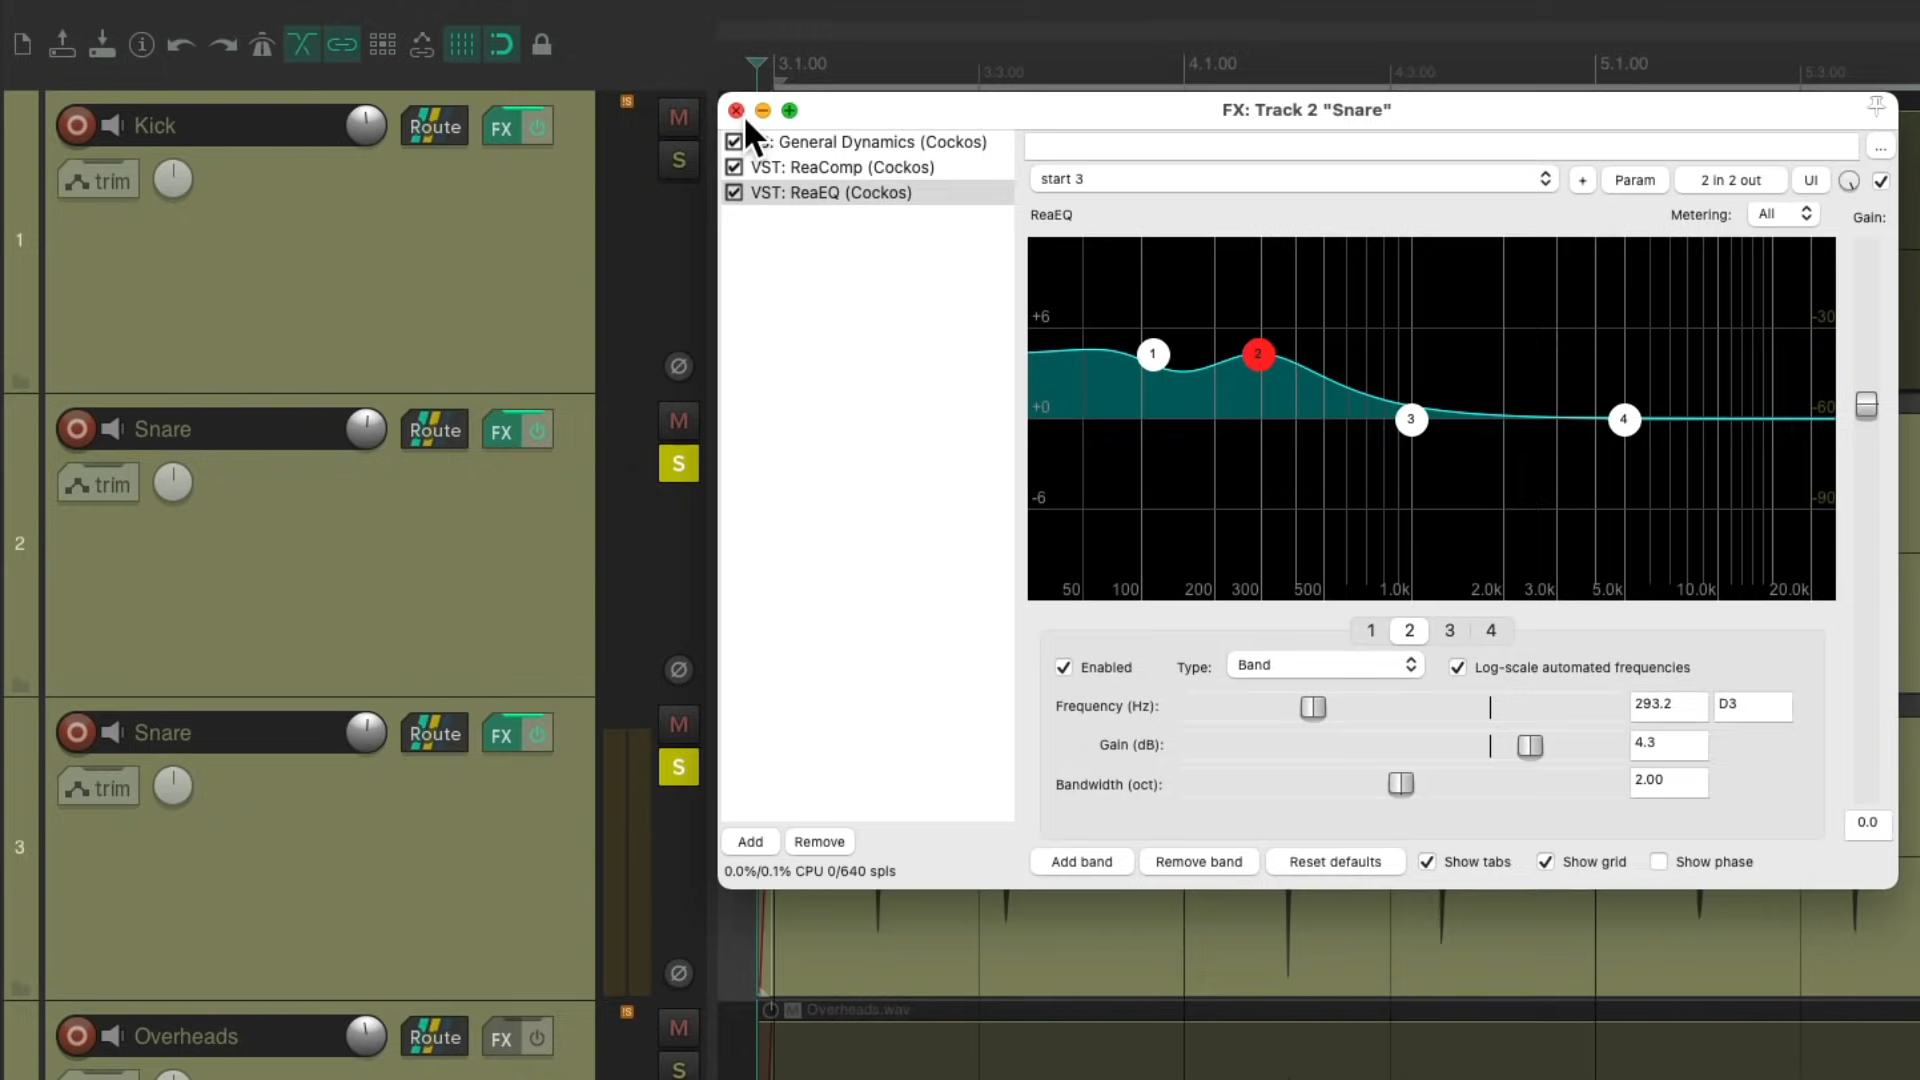 3.1.00
3.3.00
4.1.00
4.3.00
5.1.00
5.3.00
Kick
Route
FX
M
S
trim
1
Snare
Route
FX
M
S
trim
2
Snare
Route
FX
M
S
trim
3
Overheads
Route
FX
M
S
FX: Track 2 "Snare"
: General Dynamics (Cockos)
VST: ReaComp (Cockos)
VST: ReaEQ (Cockos)
...
start 3
+
Param
2 in 2 out
UI
ReaEQ
Metering:
All
Gain:
+6
-30
1
2
+0
-60
3
4
-6
-90
50
100
200
300
500
1.0k
2.0k
3.0k
5.0k
10.0k
20.0k
1 2 3 4
Enabled
Type:
Band
Log-scale automated frequencies
Frequency (Hz):
293.2
D3
Gain (dB):
4.3
Bandwidth (oct):
2.00
0.0
Add
Remove
0.0%/0.1% CPU 0/640 spls
Add band
Remove band
Reset defaults
Show tabs
Show grid
Show phase
M
Overheads.wav